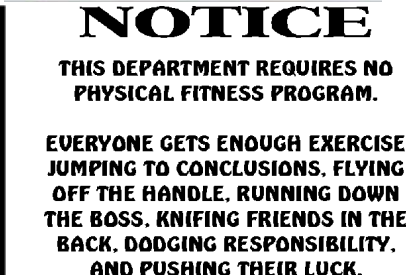 NOTICE
THIS DEPARTMENT REQUIRES NO
PHYSICAL FITNESS PROGRAM.
EVERYONE GETS ENOUGH EXERCISE
JUMPING TO CONCLUSIONS, FLYING
OFF THE HANDLE, RUNNING DOWN
THE BOSS, KNIFING FRIENDS IN THE
BACK, DODGING RESPONSIBILITY,
AND PUSHING THEIR LUCK.